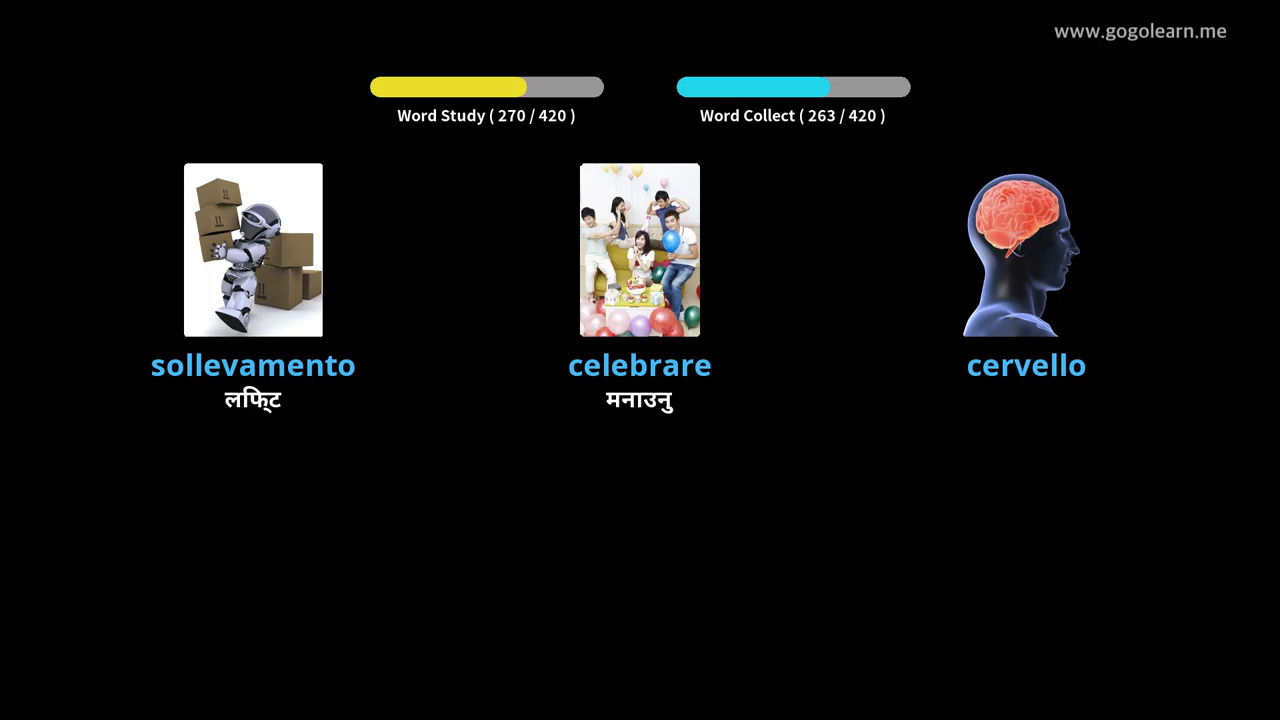 www.gogolearn.me
Word Study ( 270 / 420 )
Word Collect ( 263 / 420 )
sollevamento
celebrare
cervello
लफ्टि
मनाउनु